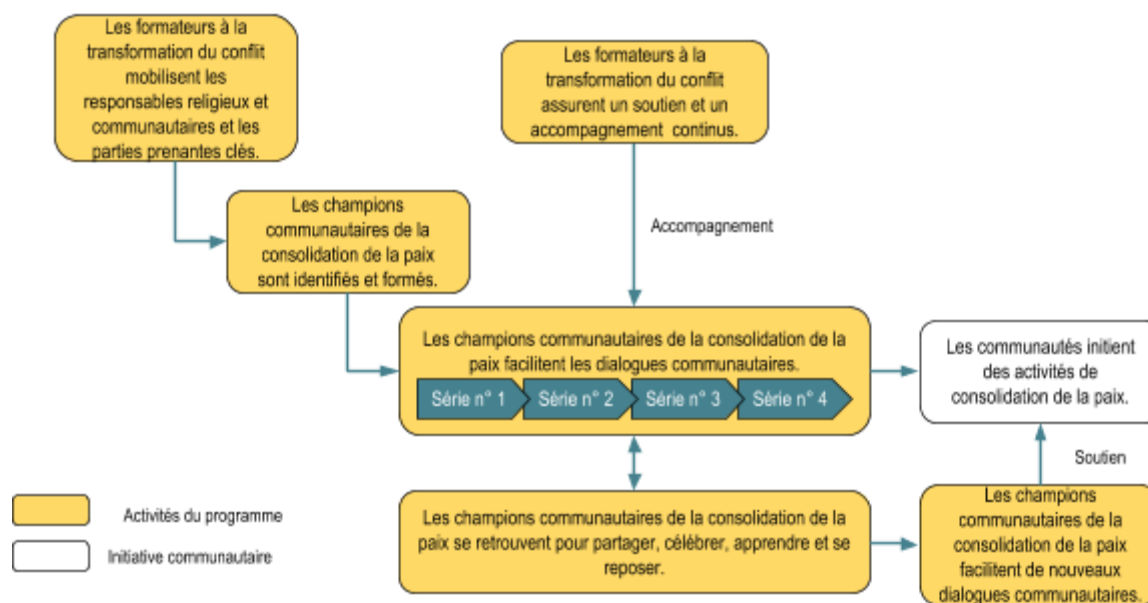 Les formateurs à la
transformation du conflit
mobilisent les
responsables religieux et
communautaires et les
parties prenantes clés.
Les formateurs à la
transformation du conflit
assurent un soutien et un
accompagnement continus.
Les champions
communautaires de la
consolidation de la paix
sont identifiés et formés.
Accompagnement
Les champions communautaires de la consolidation de la
paix facilitent les dialogues communautaires.
Série n° 1
Série n° 2
Série n° 3
Série n° 4
Les communautés initient
des activités de
consolidation de la paix.
Soutien
Les champions communautaires de la consolidation de la
paix se retrouvent pour partager, célébrer, apprendre et se
reposer.
Les champions
communautaires de la
consolidation de la paix
facilitent de nouveaux
dialogues communautaires.
Activités du programme
Initiative communautaire